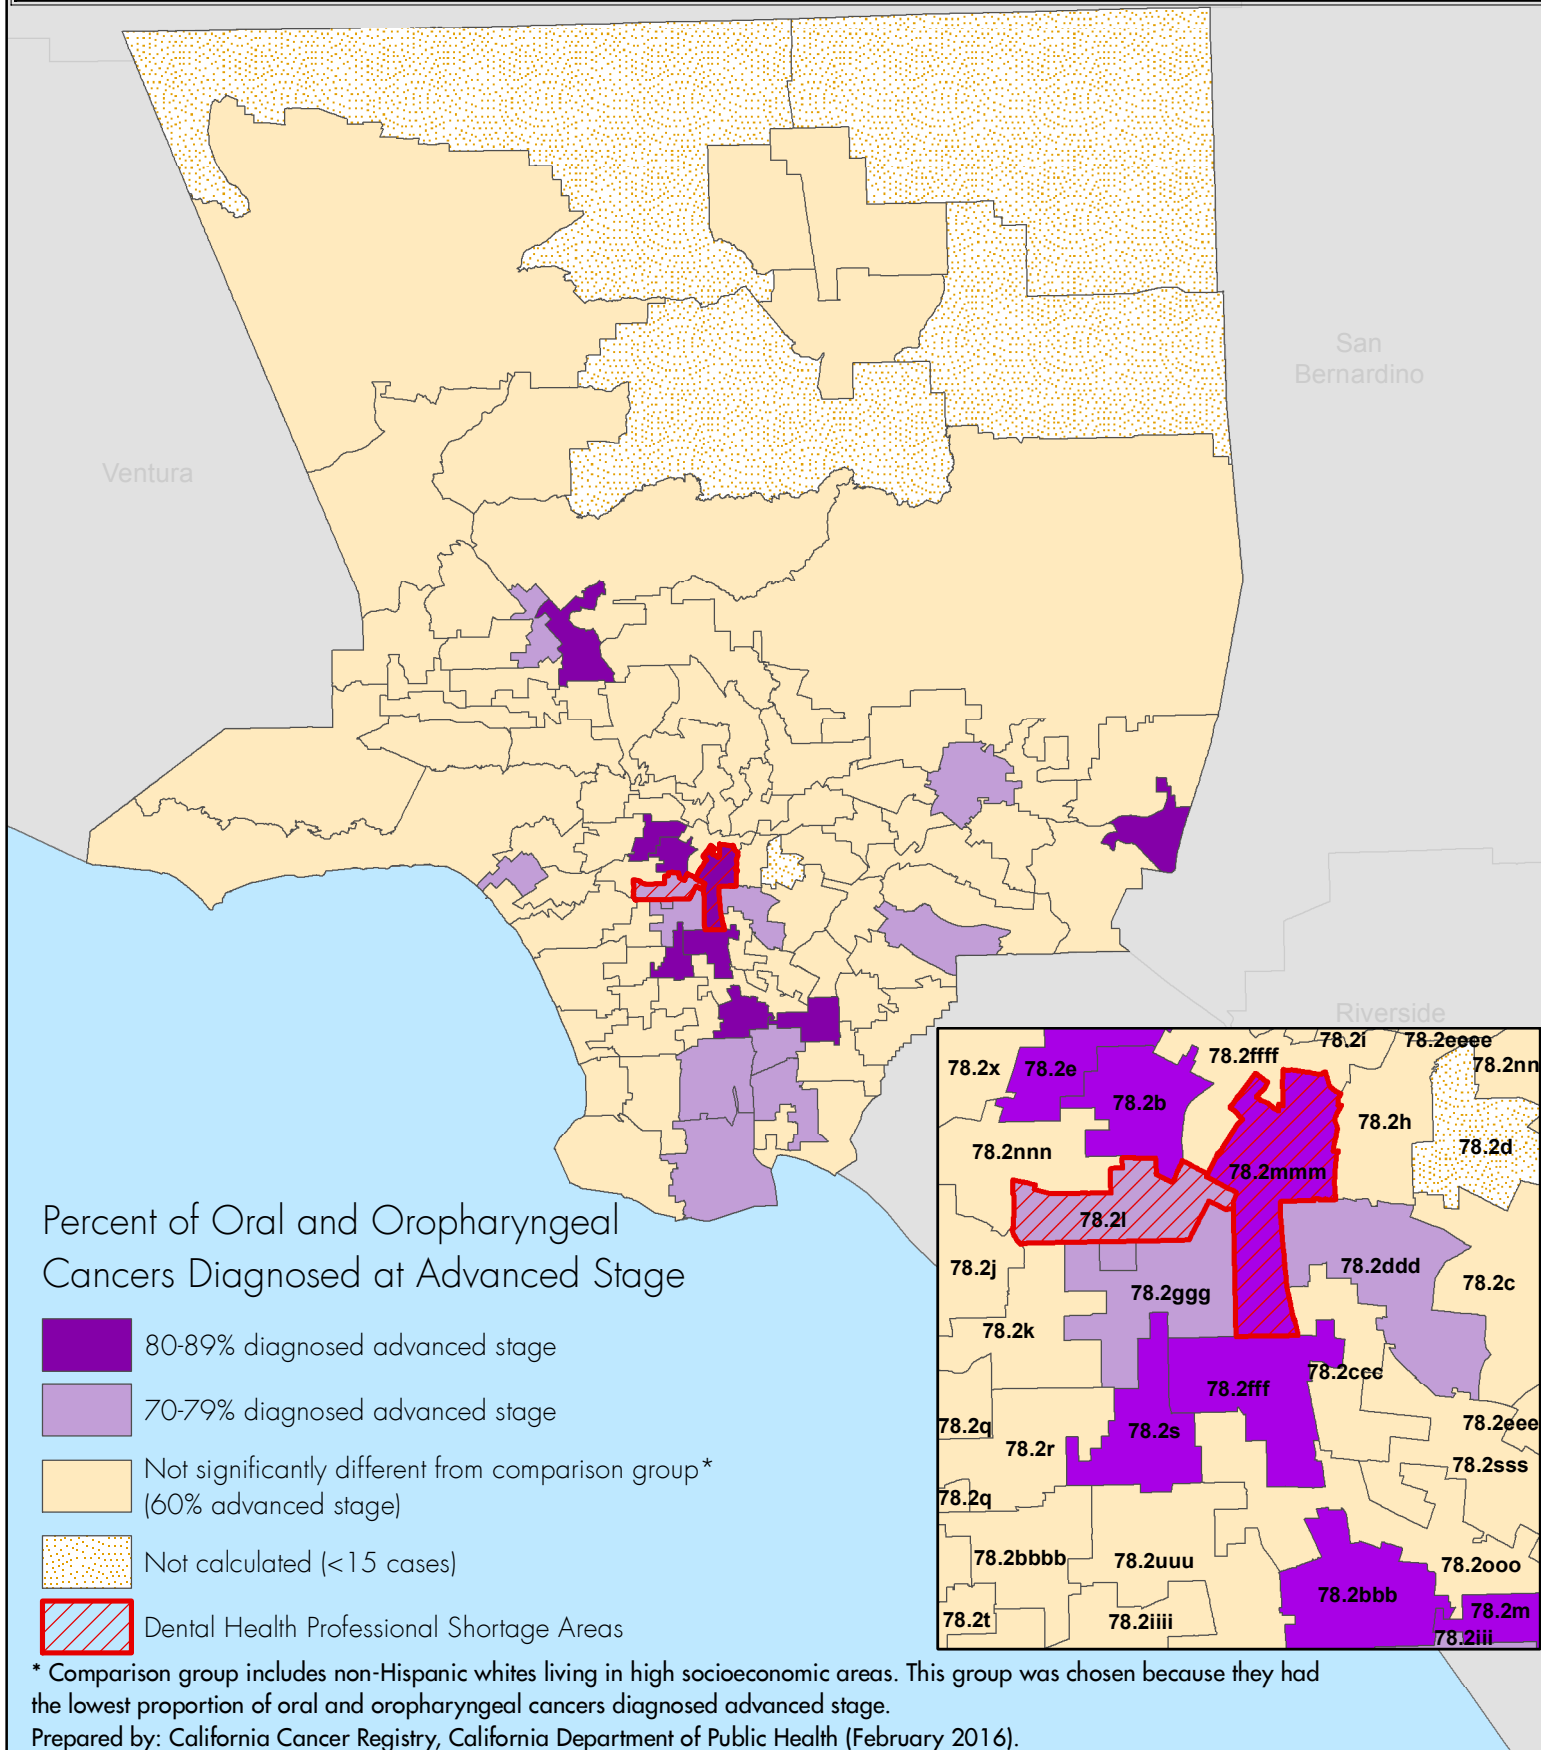 San
Bernardino
Ventura
Riverside
78.2x
78.2e
78.2b
78.2ffff
78.2i
78.2eeee
78.2nn
78.2h
78.2d
78.2nnn
78.2mmm
78.2l
78.2j
78.2ggg
78.2ddd
78.2c
78.2k
78.2ccc
78.2fff
78.2q
78.2r
78.2s
78.2eee
78.2sss
78.2q
78.2bbbb
78.2uuu
78.2ooo
78.2bbb
78.2m
78.2t
78.2iiii
78.2iii
Percent of Oral and Oropharyngeal
Cancers Diagnosed at Advanced Stage
80-89% diagnosed advanced stage
70-79% diagnosed advanced stage
Not significantly different from comparison group*
(60% advanced stage)
Not calculated (<15 cases)
Dental Health Professional Shortage Areas
* Comparison group includes non-Hispanic whites living in high socioeconomic areas. This group was chosen because they had
the lowest proportion of oral and oropharyngeal cancers diagnosed advanced stage.
Prepared by: California Cancer Registry, California Department of Public Health (February 2016).